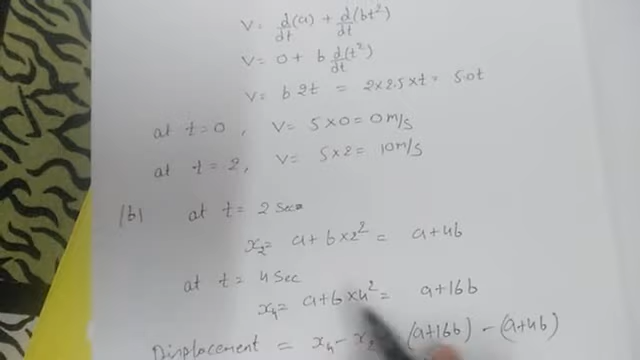 V = d/dt (a) + d/dt (bt²)
V = 0 + b d/dt (t²)
V = b 2t = 2 × 2.5 × t = 5.0t
at t = 0, V = 5 × 0 = 0 m/s
at t = 2, V = 5 × 2 = 10 m/s
(b) at t = 2 Sec
x₂ = a + b × 2² = a + 4b
at t = 4 Sec
x₄ = a + b × 4² = a + 16b
Displacement = x₄ - x₂ (a + 16b) - (a + 4b)